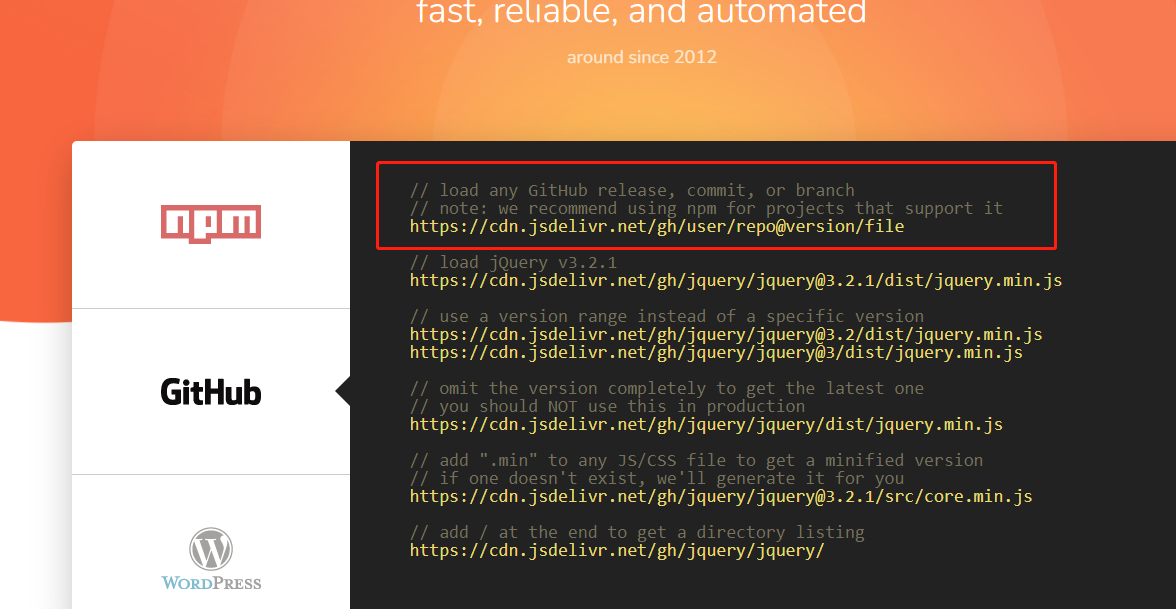 fast, reliable, and automated
around since 2012
npm
GitHub
WORDPRESS
// load any GitHub release, commit, or branch
// note: we recommend using npm for projects that support it
https://cdn.jsdelivr.net/gh/user/repo@version/file
// load jQuery v3.2.1
https://cdn.jsdelivr.net/gh/jquery/jquery@3.2.1/dist/jquery.min.js
// use a version range instead of a specific version
https://cdn.jsdelivr.net/gh/jquery/jquery@3.2/dist/jquery.min.js
https://cdn.jsdelivr.net/gh/jquery/jquery@3/dist/jquery.min.js
// omit the version completely to get the latest one
// you should NOT use this in production
https://cdn.jsdelivr.net/gh/jquery/jquery/dist/jquery.min.js
// add ".min" to any JS/CSS file to get a minified version
// if one doesn't exist, we'll generate it for you
https://cdn.jsdelivr.net/gh/jquery/jquery@3.2.1/src/core.min.js
// add / at the end to get a directory listing
https://cdn.jsdelivr.net/gh/jquery/jquery/